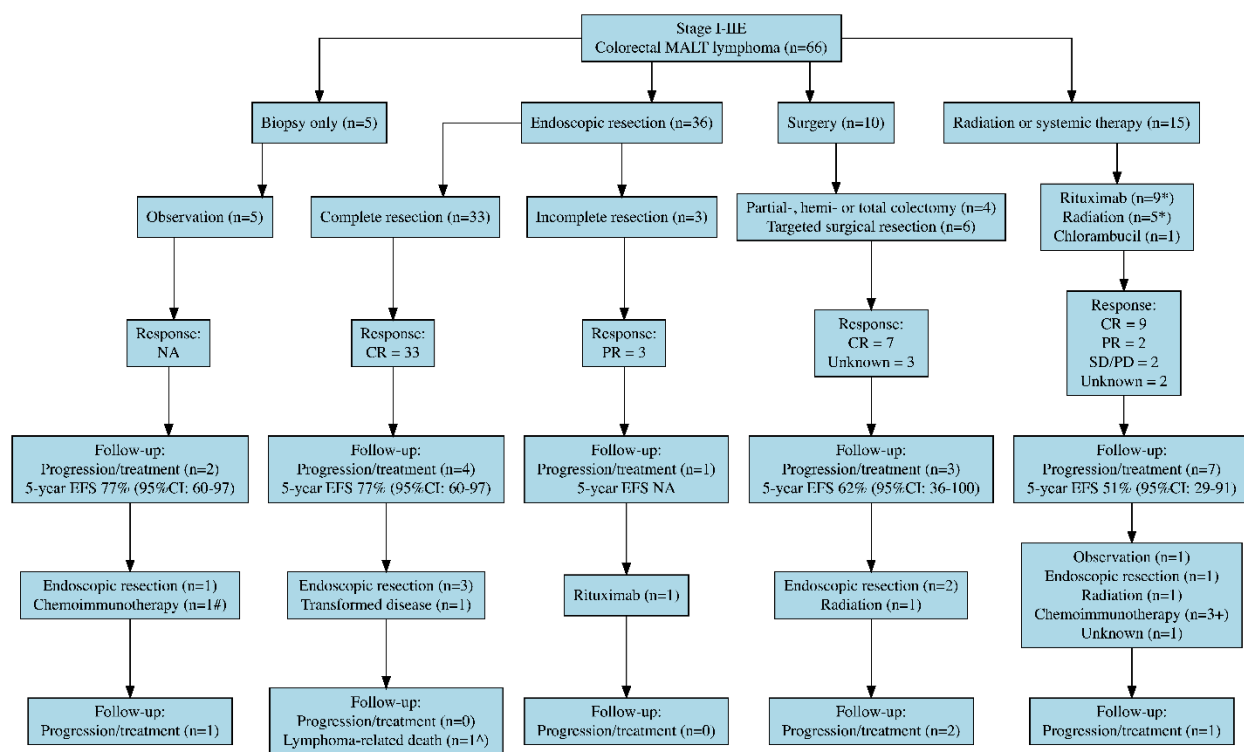 Stage I-IIE
Colorectal MALT lymphoma (n=66)
Biopsy only (n=5)
Endoscopic resection (n=36)
Surgery (n=10)
Radiation or systemic therapy (n=15)
Observation (n=5)
Complete resection (n=33)
Incomplete resection (n=3)
Partial-, hemi- or total colectomy (n=4)
Targeted surgical resection (n=6)
Rituximab (n=9*)
Radiation (n=5*)
Chlorambucil (n=1)
Response:
NA
Response:
CR = 33
Response:
PR = 3
Response:
CR = 7
Unknown = 3
Response:
CR = 9
PR = 2
SD/PD = 2
Unknown = 2
Follow-up:
Progression/treatment (n=2)
5-year EFS 77% (95%CI: 60-97)
Follow-up:
Progression/treatment (n=4)
5-year EFS 77% (95%CI: 60-97)
Follow-up:
Progression/treatment (n=1)
5-year EFS NA
Follow-up:
Progression/treatment (n=3)
5-year EFS 62% (95%CI: 36-100)
Follow-up:
Progression/treatment (n=7)
5-year EFS 51% (95%CI: 29-91)
Endoscopic resection (n=1)
Chemoimmunotherapy (n=1#)
Endoscopic resection (n=3)
Transformed disease (n=1)
Rituximab (n=1)
Endoscopic resection (n=2)
Radiation (n=1)
Observation (n=1)
Endoscopic resection (n=1)
Radiation (n=1)
Chemoimmunotherapy (n=3+)
Unknown (n=1)
Follow-up:
Progression/treatment (n=1)
Follow-up:
Progression/treatment (n=0)
Lymphoma-related death (n=1^)
Follow-up:
Progression/treatment (n=0)
Follow-up:
Progression/treatment (n=2)
Follow-up:
Progression/treatment (n=1)